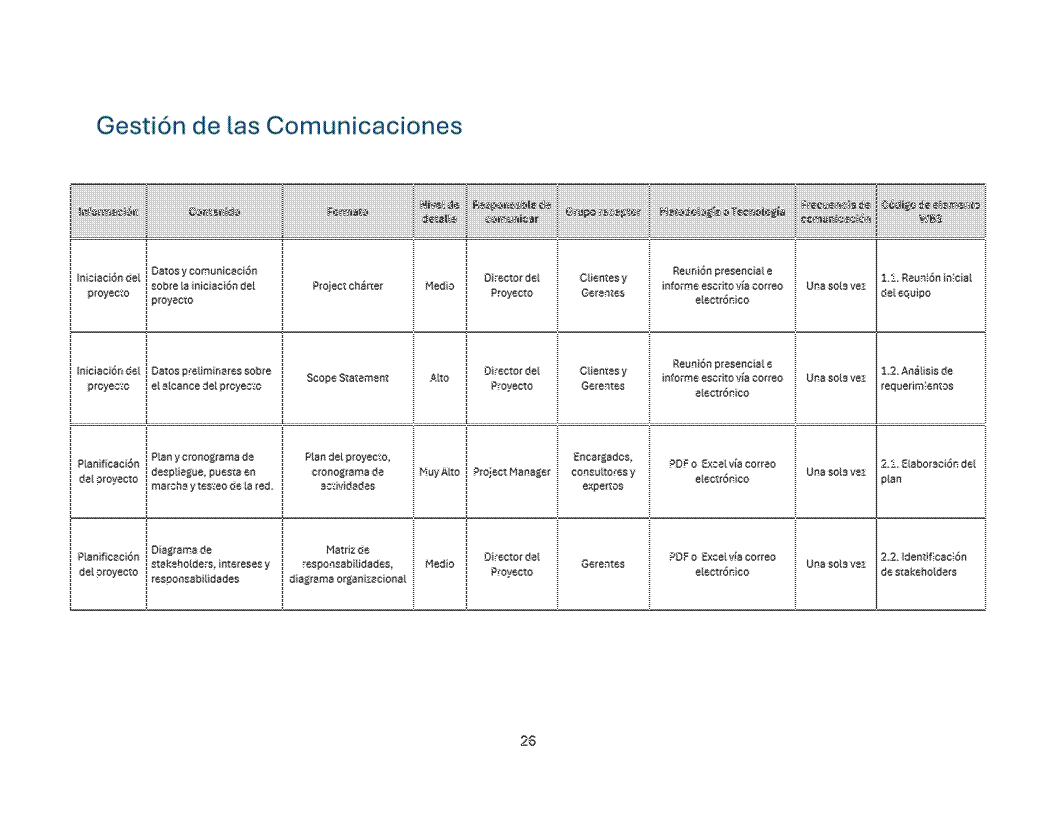 Gestión de las Comunicaciones
Información
Contenido
Formato
Nivel de
detalle
Responsable de
comunicar
Grupo receptor
Metodología o Tecnología
Frecuencia de
comunicación
Código de elemento
WBS
Iniciación del
proyecto
Datos y comunicación
sobre la iniciación del
proyecto
Project chárter
Medio
Director del
Proyecto
Clientes y
Gerentes
Reunión presencial e
informe escrito vía correo
electrónico
Una sola vez
1.1. Reunión inicial
del equipo
Iniciación del
proyecto
Datos preliminares sobre
el alcance del proyecto
Scope Statement
Alto
Director del
Proyecto
Clientes y
Gerentes
Reunión presencial e
informe escrito vía correo
electrónico
Una sola vez
1.2. Análisis de
requerimientos
Planificación
del proyecto
Plan y cronograma de
despliegue, puesta en
marcha y testeo de la red.
Plan del proyecto,
cronograma de
actividades
Muy Alto
Project Manager
Encargados,
consultores y
expertos
PDF o Excel vía correo
electrónico
Una sola vez
2.1. Elaboración del
plan
Planificación
del proyecto
Diagrama de
stakeholders, intereses y
responsabilidades
Matriz de
responsabilidades,
diagrama organizacional
Medio
Director del
Proyecto
Gerentes
PDF o Excel vía correo
electrónico
Una sola vez
2.2. Identificación
de stakeholders
26